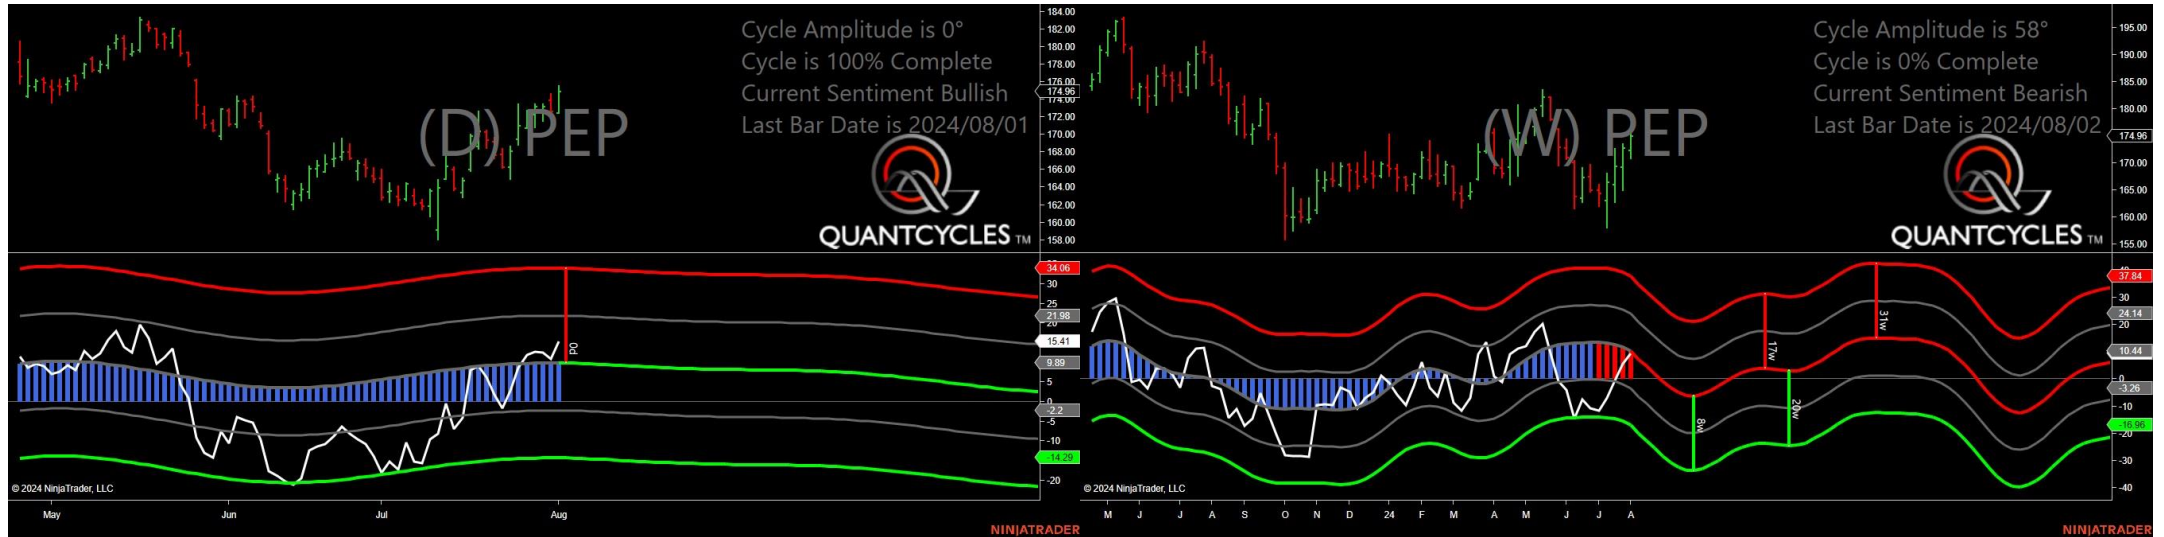 Cycle Amplitude is 0°
Cycle is 100% Complete
Current Sentiment Bullish
Last Bar Date is 2024/08/01
(D) PEP
QUANTCYCLES TM
184.00
182.00
180.00
178.00
176.00
174.96
174.00
172.00
170.00
168.00
166.00
164.00
162.00
160.00
158.00
34.06
30
25
21.98
20
15.41
9.89
5
0
-2.2
-5
-10
-14.29
-20
P0
© 2024 NinjaTrader, LLC
May
Jun
Jul
Aug
NINJATRADER
Cycle Amplitude is 58°
Cycle is 0% Complete
Current Sentiment Bearish
Last Bar Date is 2024/08/02
(W) PEP
QUANTCYCLES TM
195.00
190.00
185.00
180.00
174.96
170.00
165.00
160.00
155.00
37.84
30
24.14
20
10.44
0
-3.26
-10
-16.96
-20
-30
-40
8w
17w
20w
31w
© 2024 NinjaTrader, LLC
M
J
J
A
S
O
N
D
24
F
M
A
M
J
J
A
NINJATRADER